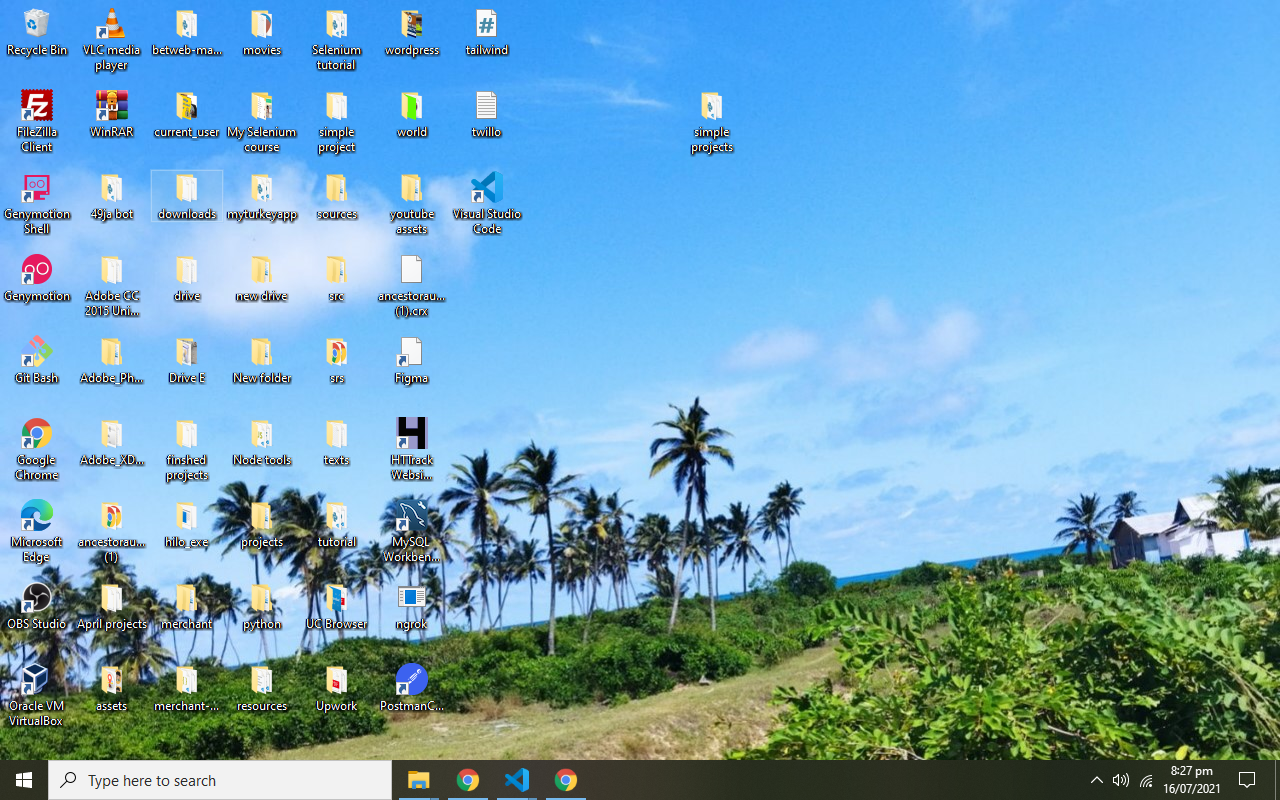 Recycle Bin
VLC media
player
betweb-ma...
movies
Selenium
tutorial
wordpress
tailwind
FileZilla
Client
WinRAR
current_user
My Selenium
course
simple
project
world
twillo
simple
projects
Genymotion
Shell
49ja bot
downloads
myturkeyapp
sources
youtube
assets
Visual Studio
Code
Genymotion
Adobe CC
2015 Uni...
drive
new drive
src
ancestorau...
(1).crx
Git Bash
Adobe_Ph...
Drive E
New folder
srs
Figma
Google
Chrome
Adobe_XD...
finshed
projects
Node tools
texts
HTTrack
Websi...
Microsoft
Edge
ancestorau...
(1)
hilo_exe
projects
tutorial
MySQL
Workben...
OBS Studio
April projects
merchant
python
UC Browser
ngrok
Oracle VM
VirtualBox
assets
merchant-...
resources
Upwork
PostmanC...
Type here to search
8:27 pm
16/07/2021